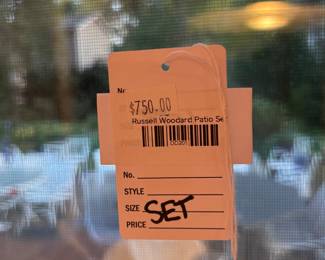 $750.00
Russell Woodard Patio Se
No.
STYLE
SIZE SET
PRICE